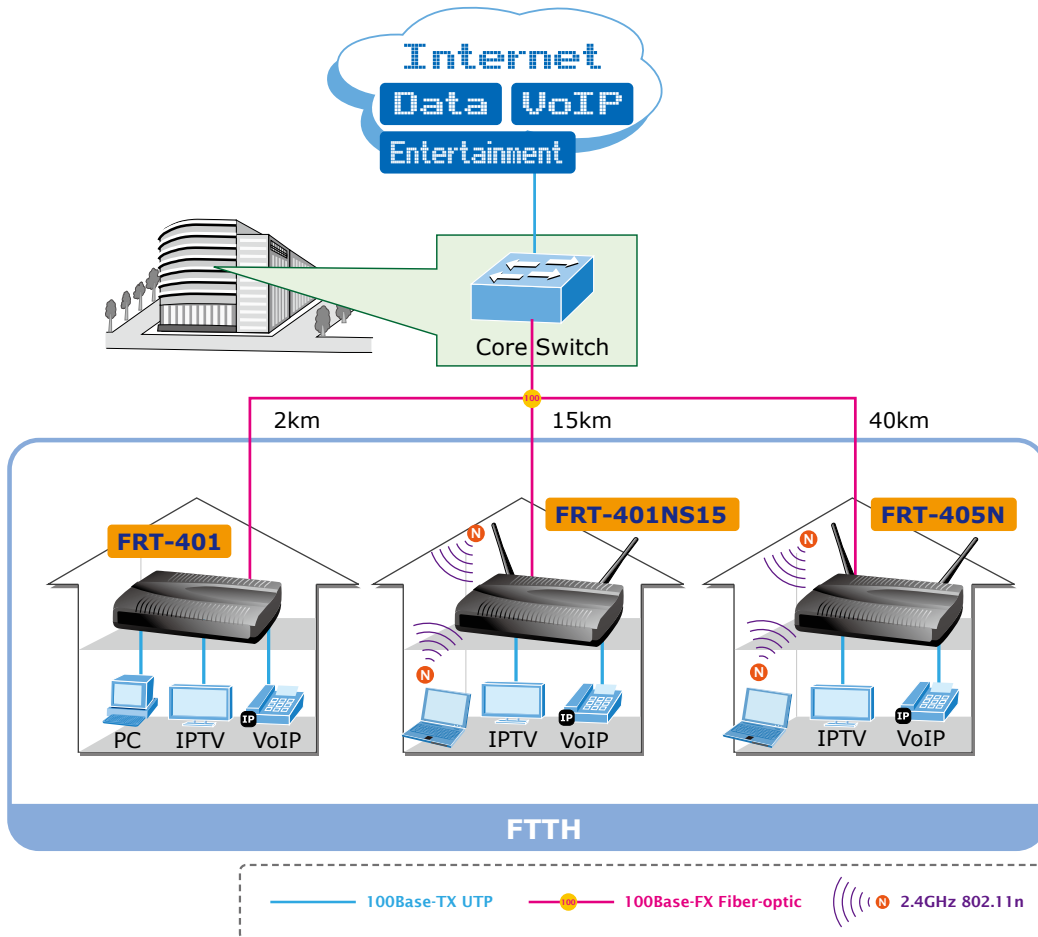 Internet
Data VoIP
Entertainment
Core Switch
100
2km 15km 40km
FRT-401 FRT-401NS15 FRT-405N
N N
N N
IP IP IP
PC IPTV VoIP IPTV VoIP IPTV VoIP
FTTH
100Base-TX UTP 100 100Base-FX Fiber-optic N 2.4GHz 802.11n